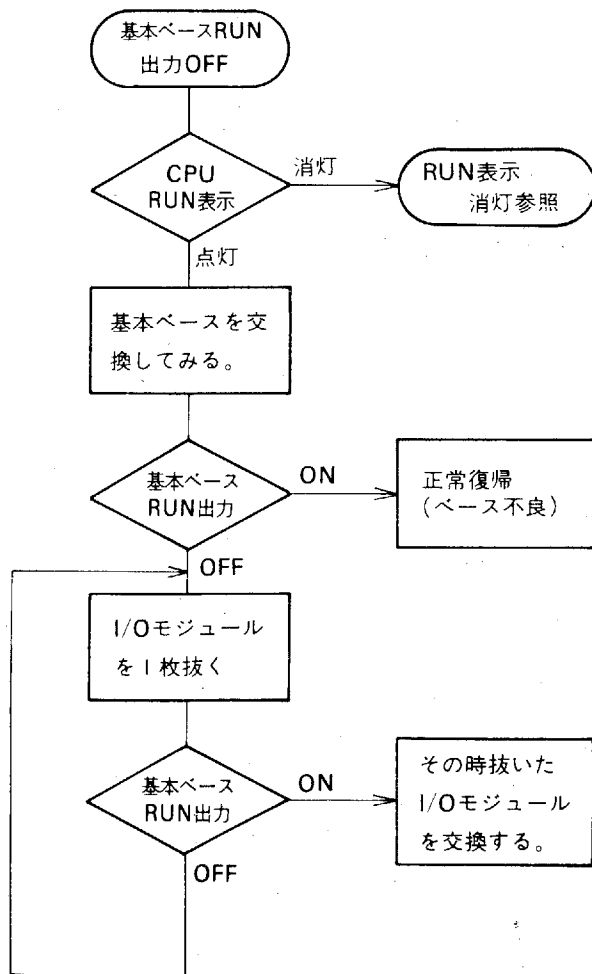 基本ベースRUN
出力OFF
CPU
RUN表示
消灯
RUN表示
消灯参照
点灯
基本ベースを交
換してみる。
基本ベース
RUN出力
ON
正常復帰
(ベース不良)
OFF
I/Oモジュール
を1枚抜く
基本ベース
RUN出力
ON
その時抜いた
I/Oモジュール
を交換する。
OFF